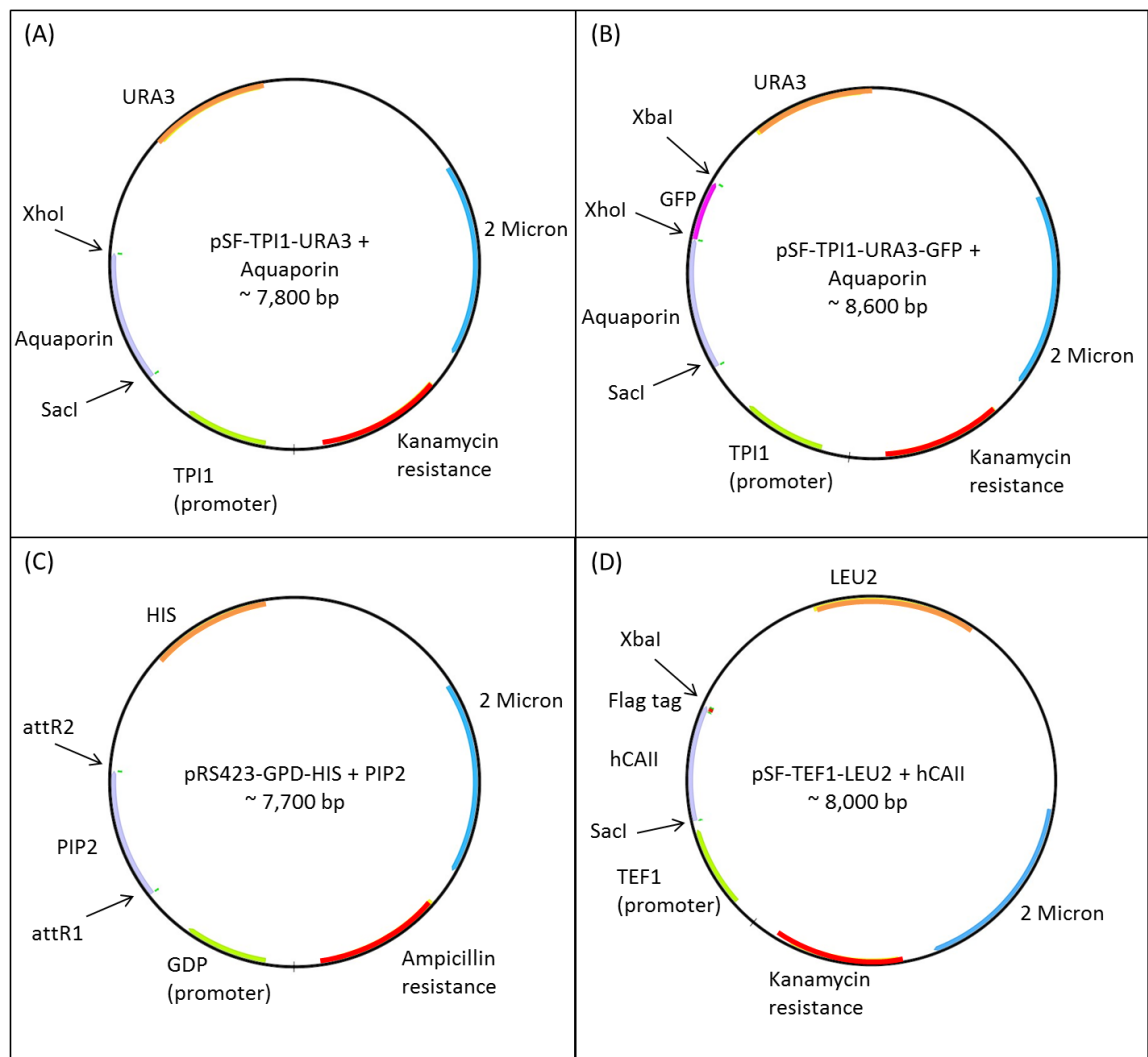 (A)
URA3
XhoI
2 Micron
pSF-TPI1-URA3 +
Aquaporin
~ 7,800 bp
Aquaporin
SacI
Kanamycin
resistance
TPI1
(promoter)
(B)
URA3
XbaI
GFP
XhoI
pSF-TPI1-URA3-GFP +
Aquaporin
~ 8,600 bp
Aquaporin
2 Micron
SacI
TPI1
(promoter)
Kanamycin
resistance
(C)
HIS
2 Micron
attR2
pRS423-GPD-HIS + PIP2
~ 7,700 bp
PIP2
attR1
GDP
(promoter)
Ampicillin
resistance
(D)
LEU2
XbaI
Flag tag
hCAII
pSF-TEF1-LEU2 + hCAII
~ 8,000 bp
SacI
TEF1
(promoter)
2 Micron
Kanamycin
resistance